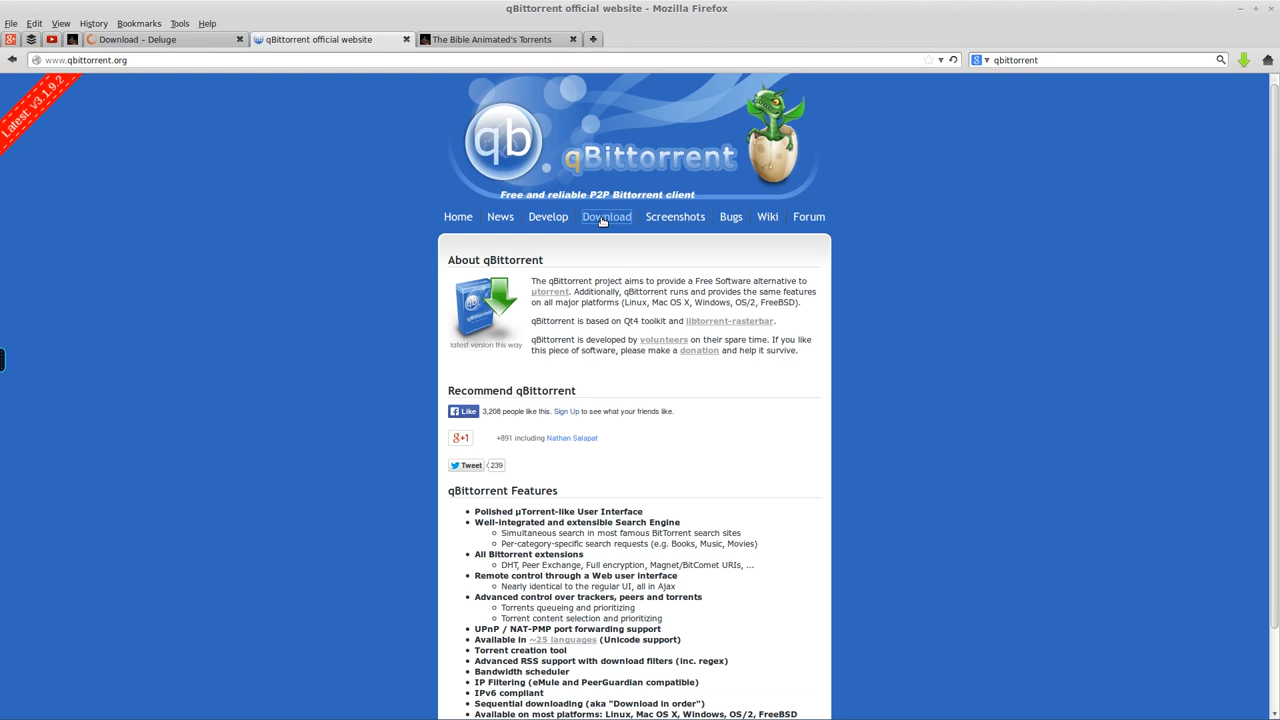 qBittorrent official website - Mozilla Firefox
File Edit View History Bookmarks Tools Help
Download – Deluge qBittorrent official website The Bible Animated's Torrents
www.qbittorrent.org qbittorrent
Latest: v3.1.9.2
qb qBittorrent
Free and reliable P2P Bittorrent client
Home News Develop Download Screenshots Bugs Wiki Forum
About qBittorrent
The qBittorrent project aims to provide a Free Software alternative to
µtorrent. Additionally, qBittorrent runs and provides the same features
on all major platforms (Linux, Mac OS X, Windows, OS/2, FreeBSD).
qBittorrent is based on Qt4 toolkit and libtorrent-rasterbar.
qBittorrent is developed by volunteers on their spare time. If you like
this piece of software, please make a donation and help it survive.
latest version this way
Recommend qBittorrent
Like 3,208 people like this. Sign Up to see what your friends like.
g+1 +891 including Nathan Salapat
Tweet 239
qBittorrent Features
• Polished µTorrent-like User Interface
• Well-integrated and extensible Search Engine
Simultaneous search in most famous BitTorrent search sites
Per-category-specific search requests (e.g. Books, Music, Movies)
• All Bittorrent extensions
DHT, Peer Exchange, Full encryption, Magnet/BitComet URIs, ...
• Remote control through a Web user interface
Nearly identical to the regular UI, all in Ajax
• Advanced control over trackers, peers and torrents
Torrents queueing and prioritizing
Torrent content selection and prioritizing
• UPnP / NAT-PMP port forwarding support
• Available in ~25 languages (Unicode support)
• Torrent creation tool
• Advanced RSS support with download filters (inc. regex)
• Bandwidth scheduler
• IP Filtering (eMule and PeerGuardian compatible)
• IPv6 compliant
• Sequential downloading (aka "Download in order")
• Available on most platforms: Linux, Mac OS X, Windows, OS/2, FreeBSD